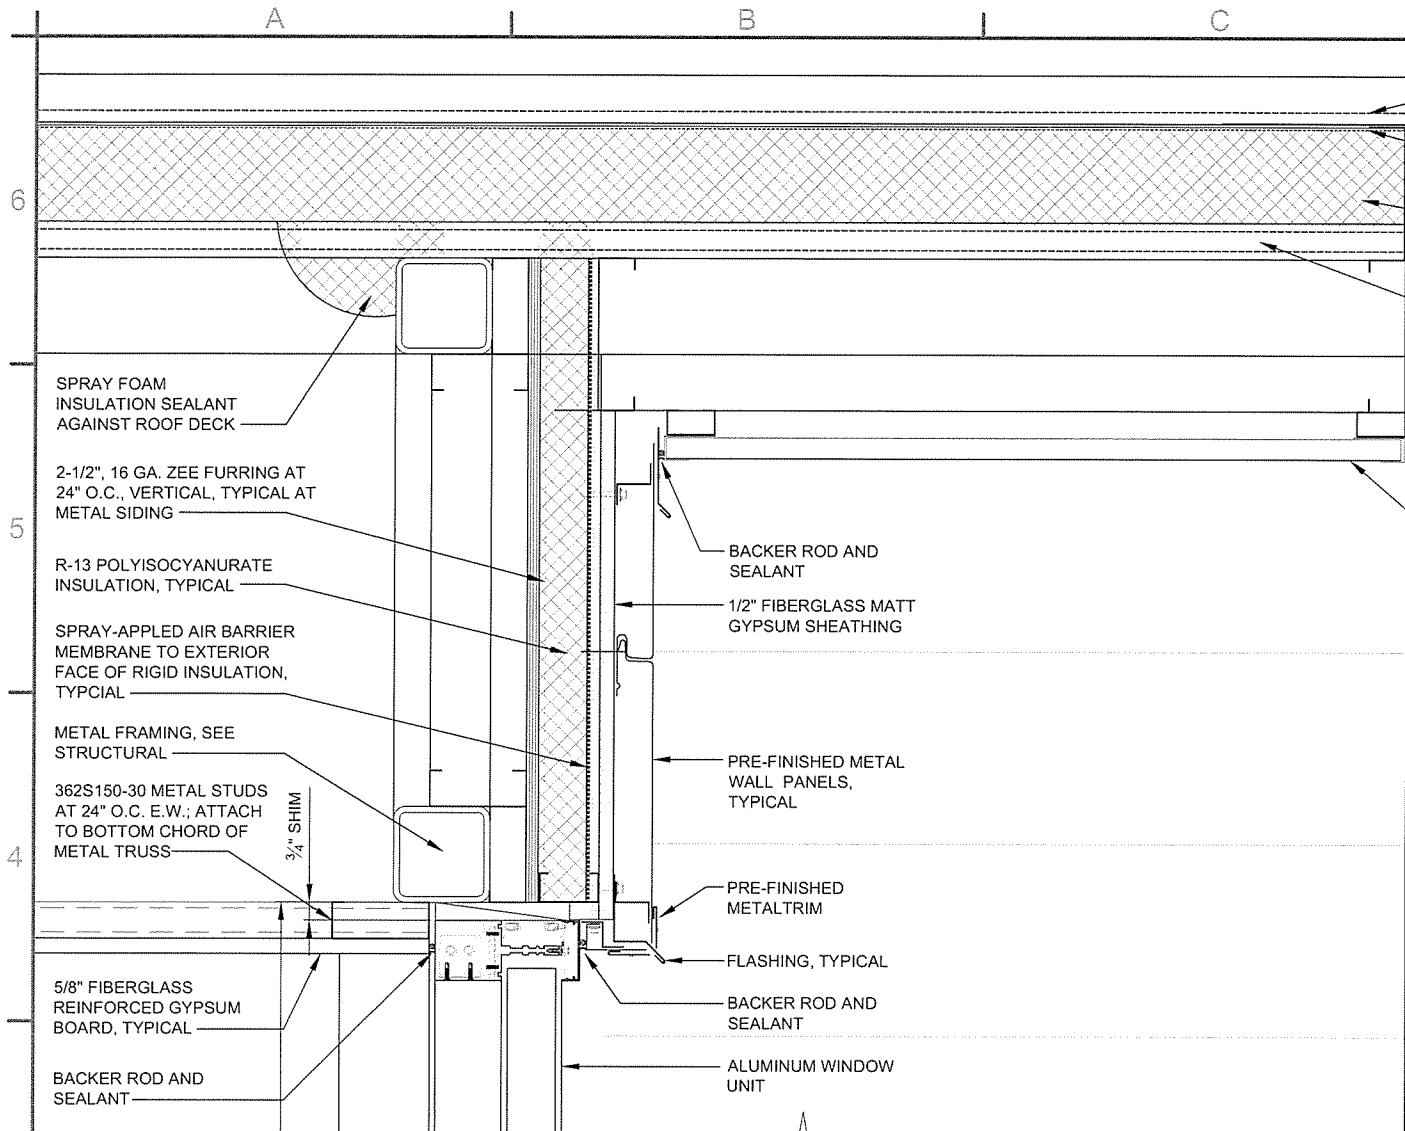 A
B
C
6
5
4
SPRAY FOAM
INSULATION SEALANT
AGAINST ROOF DECK
2-1/2", 16 GA. ZEE FURRING AT
24" O.C., VERTICAL, TYPICAL AT
METAL SIDING
R-13 POLYISOCYANURATE
INSULATION, TYPICAL
SPRAY-APPLED AIR BARRIER
MEMBRANE TO EXTERIOR
FACE OF RIGID INSULATION,
TYPCIAL
METAL FRAMING, SEE
STRUCTURAL
362S150-30 METAL STUDS
AT 24" O.C. E.W.; ATTACH
TO BOTTOM CHORD OF
METAL TRUSS
3/4" SHIM
5/8" FIBERGLASS
REINFORCED GYPSUM
BOARD, TYPICAL
BACKER ROD AND
SEALANT
BACKER ROD AND
SEALANT
1/2" FIBERGLASS MATT
GYPSUM SHEATHING
PRE-FINISHED METAL
WALL PANELS,
TYPICAL
PRE-FINISHED
METALTRIM
FLASHING, TYPICAL
BACKER ROD AND
SEALANT
ALUMINUM WINDOW
UNIT